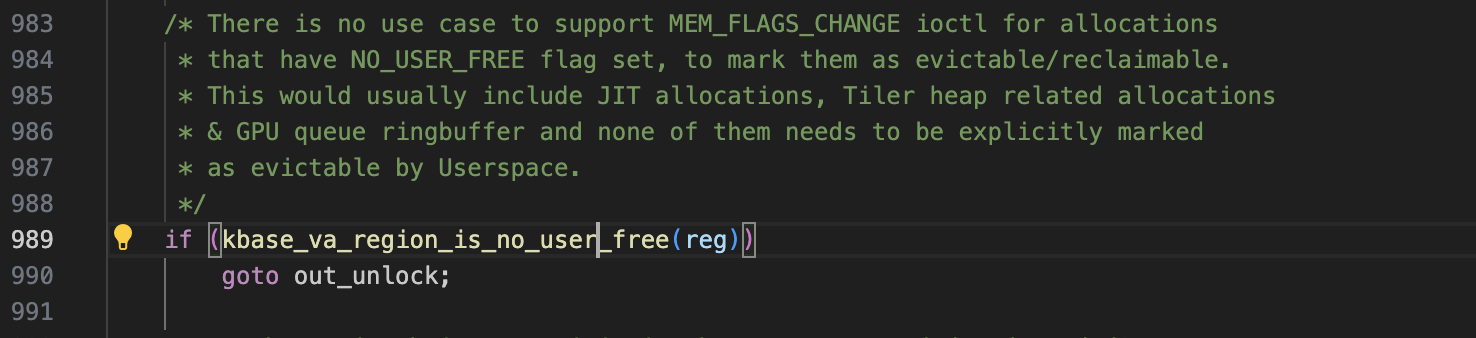 983 /* There is no use case to support MEM_FLAGS_CHANGE ioctl for allocations
984 * that have NO_USER_FREE flag set, to mark them as evictable/reclaimable.
985 * This would usually include JIT allocations, Tiler heap related allocations
986 * & GPU queue ringbuffer and none of them needs to be explicitly marked
987 * as evictable by Userspace.
988 */
989 if (kbase_va_region_is_no_user_free(reg))
990 goto out_unlock;
991